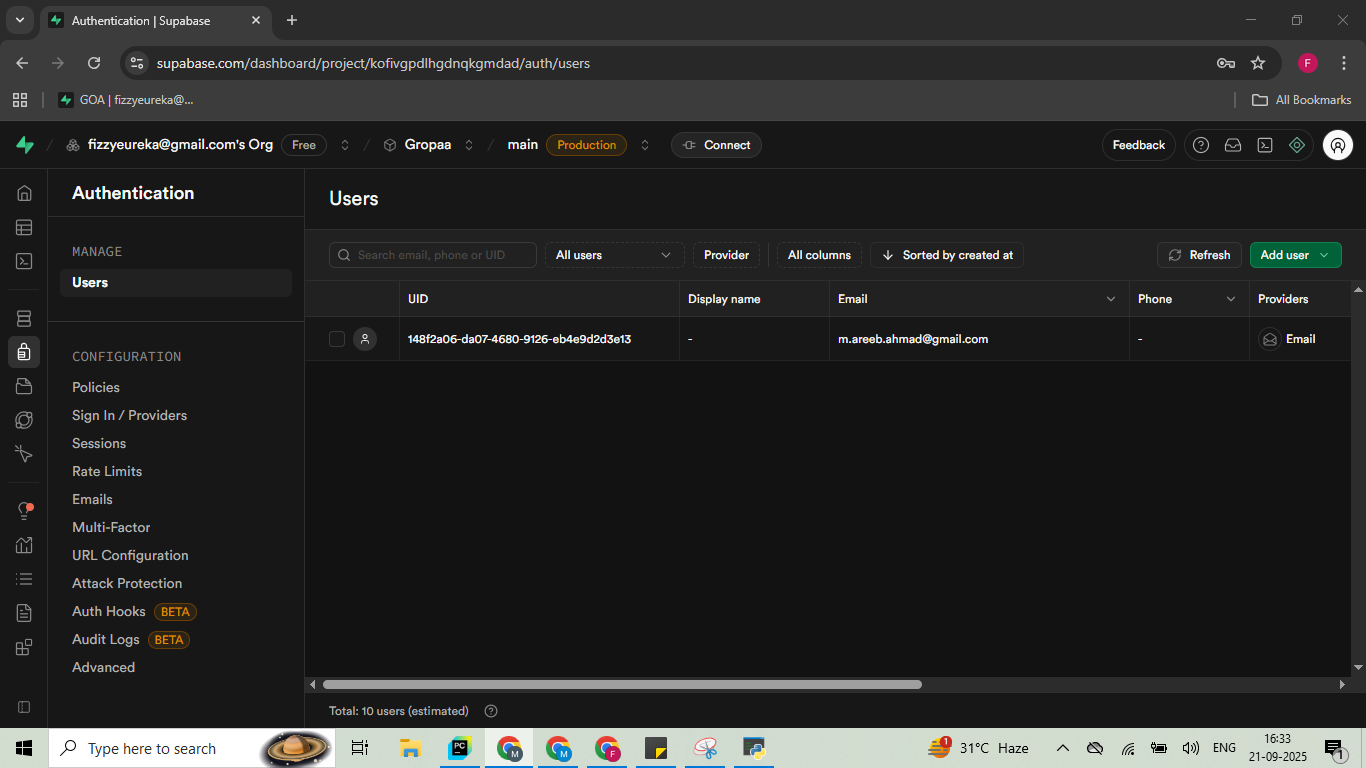 Authentication | Supabase
supabase.com/dashboard/project/kofivgpdlhgdnqkgmdad/auth/users
F
GOA | fizzyeureka@...
All Bookmarks
fizzyeureka@gmail.com's Org Free / Gropaa / main Production Connect
Feedback
Authentication
MANAGE
Users
CONFIGURATION
Policies
Sign In / Providers
Sessions
Rate Limits
Emails
Multi-Factor
URL Configuration
Attack Protection
Auth Hooks BETA
Audit Logs BETA
Advanced
Users
Search email, phone or UID All users Provider All columns Sorted by created at Refresh Add user
UID Display name Email Phone Providers
148f2a06-da07-4680-9126-eb4e9d2d3e13 - m.areeb.ahmad@gmail.com - Email
Total: 10 users (estimated)
Type here to search
PC
M
M
F
1
31°C Haze
ENG
16:33
21-09-2025
1